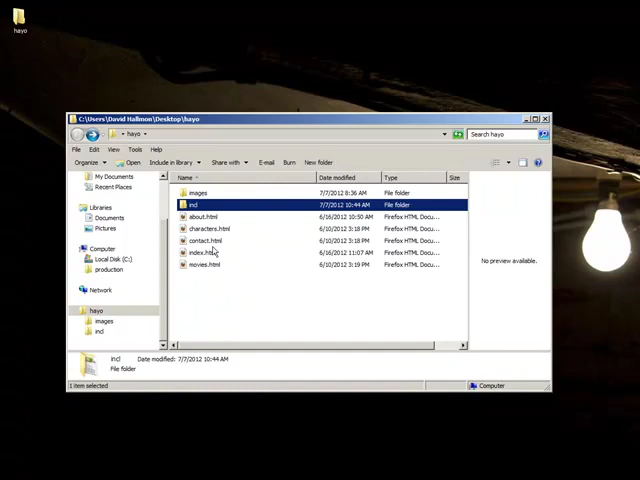 hayo
C:\Users\David Hallmon\Desktop\hayo
hayo
Search hayo
File Edit View Tools Help
Organize Open Include in library Share with E-mail Burn New folder
My Documents
Recent Places
Libraries
Documents
Pictures
Computer
Local Disk (C:)
production
Network
hayo
images
incl
Name Date modified Type Size
images 7/7/2012 8:36 AM File folder
incl 7/7/2012 10:44 AM File folder
about.html 6/16/2012 10:50 AM Firefox HTML Docu...
characters.html 6/10/2012 3:18 PM Firefox HTML Docu...
contact.html 6/10/2012 3:18 PM Firefox HTML Docu...
index.html 6/16/2012 11:07 AM Firefox HTML Docu...
movies.html 6/10/2012 3:19 PM Firefox HTML Docu...
No preview available.
incl Date modified: 7/7/2012 10:44 AM
File folder
1 item selected Computer